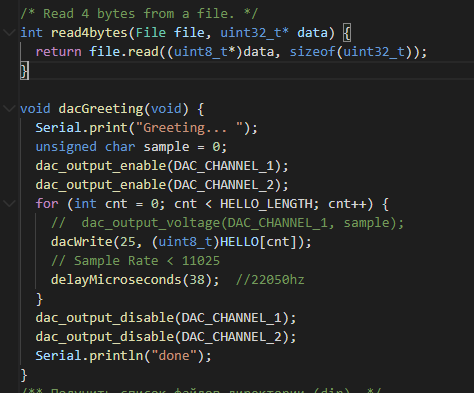 /* Read 4 bytes from a file. */
int read4bytes(File file, uint32_t* data) {
return file.read((uint8_t*)data, sizeof(uint32_t));
}
void dacGreeting(void) {
Serial.print("Greeting... ");
unsigned char sample = 0;
dac_output_enable(DAC_CHANNEL_1);
dac_output_enable(DAC_CHANNEL_2);
for (int cnt = 0; cnt < HELLO_LENGTH; cnt++) {
//  dac_output_voltage(DAC_CHANNEL_1, sample);
dacWrite(25, (uint8_t)HELLO[cnt]);
// Sample Rate < 11025
delayMicroseconds(38);  //22050hz
}
dac_output_disable(DAC_CHANNEL_1);
dac_output_disable(DAC_CHANNEL_2);
Serial.println("done");
}
/** Получить список файлов директории (dir). */